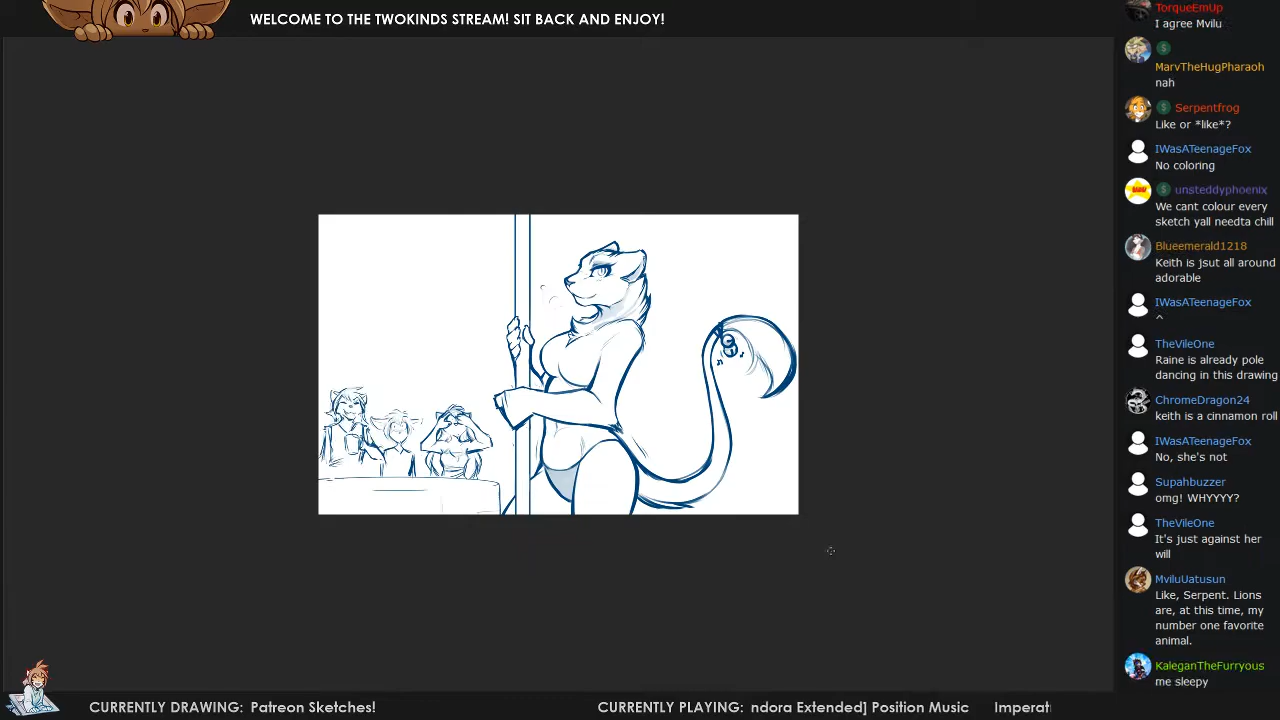 WELCOME TO THE TWOKINDS STREAM! SIT BACK AND ENJOY!
TorqueEmUp
I agree Mvilu
MarvTheHugPharaoh
nah
Serpentfrog
Like or *like*?
IWasATeenageFox
No coloring
unsteddyphoenix
We cant colour every
sketch yall needta chill
Blueemerald1218
Keith is jsut all around
adorable
IWasATeenageFox
^
TheVileOne
Raine is already pole
dancing in this drawing
ChromeDragon24
keith is a cinnamon roll
IWasATeenageFox
No, she's not
Supahbuzzer
omg! WHYYYY?
TheVileOne
It's just against her
will
MviluUatusun
Like, Serpent. Lions
are, at this time, my
number one favorite
animal.
KaleganTheFurryous
me sleepy
CURRENTLY DRAWING: Patreon Sketches!
CURRENTLY PLAYING: ndora Extended] Position Music Imperat